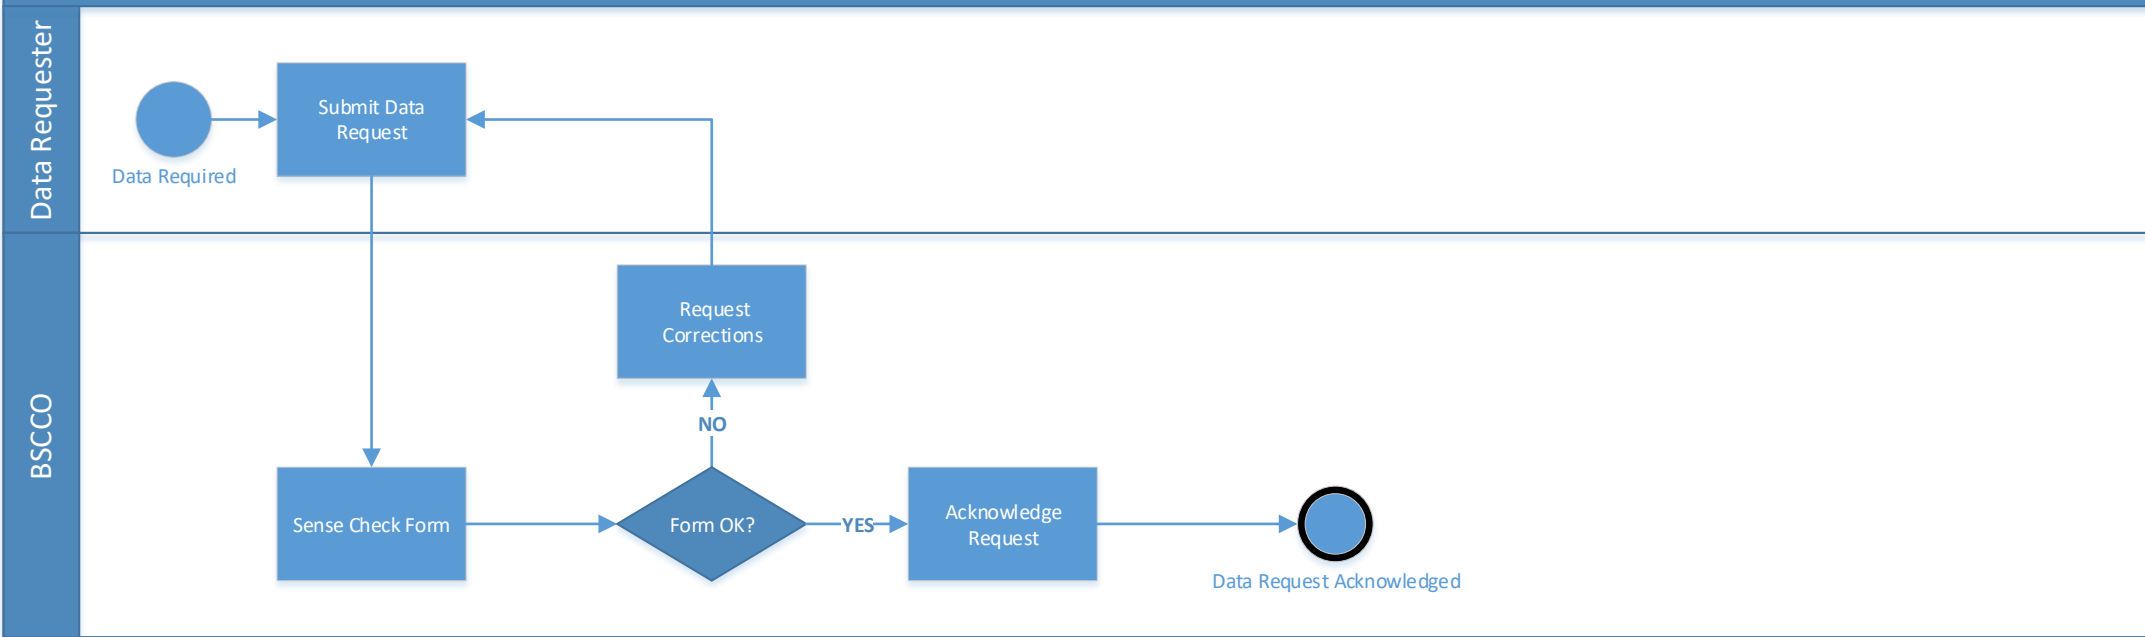 Data Requester
Submit Data
Request
Data Required
BSCCO
Request
Corrections
NO
Sense Check Form
Form OK?
YES
Acknowledge
Request
Data Request Acknowledged